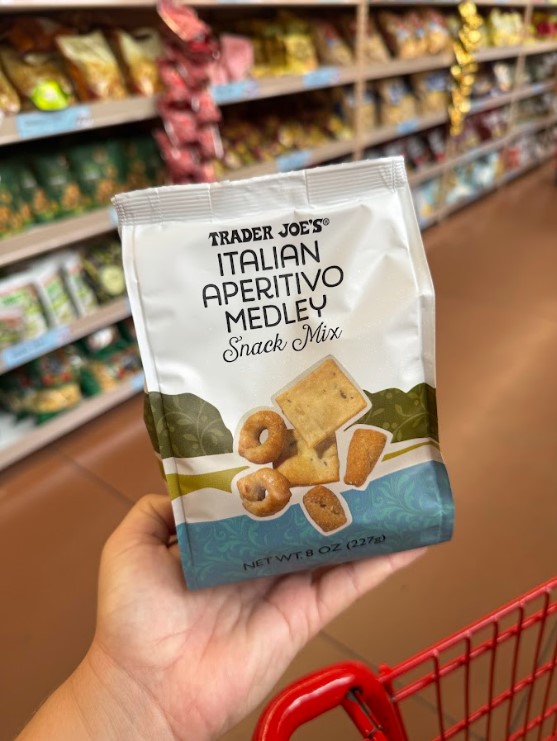 TRADER JOE'S®
ITALIAN
APERITIVO
MEDLEY
Snack Mix
NET WT. 8 OZ (227g)